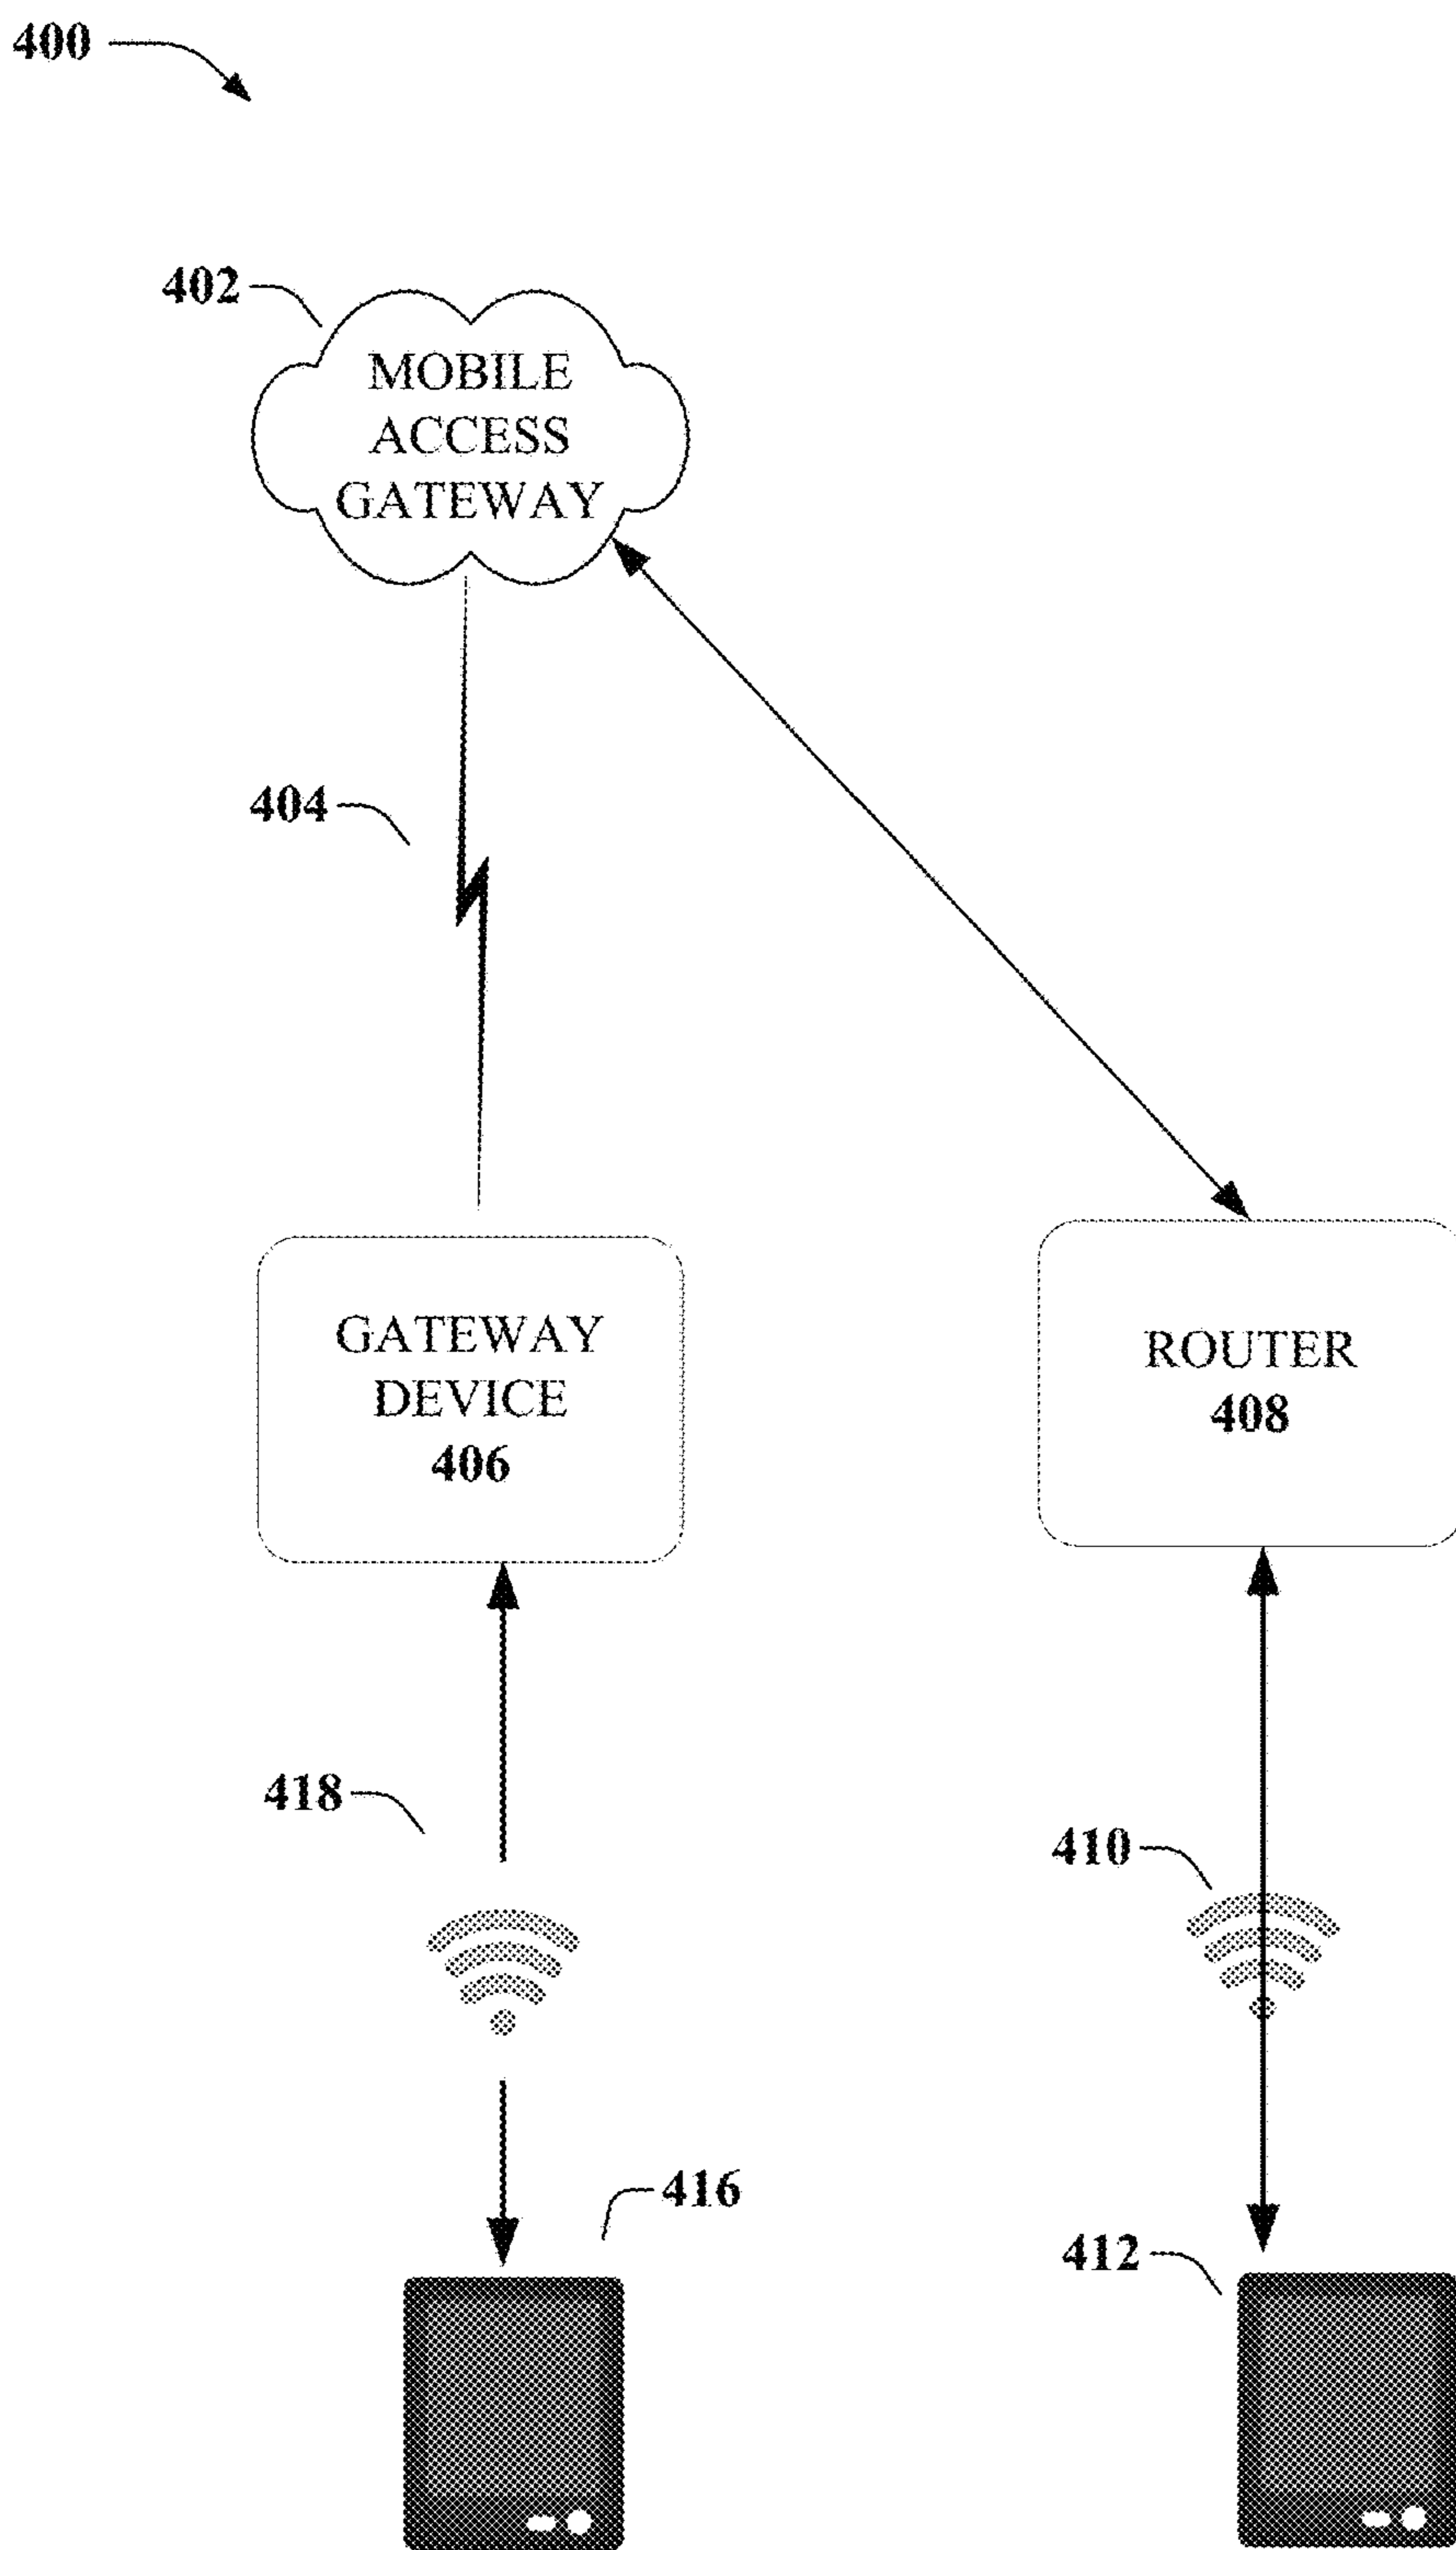 400
402
MOBILE
ACCESS
GATEWAY
404
GATEWAY
DEVICE
406
ROUTER
408
418
410
416
412